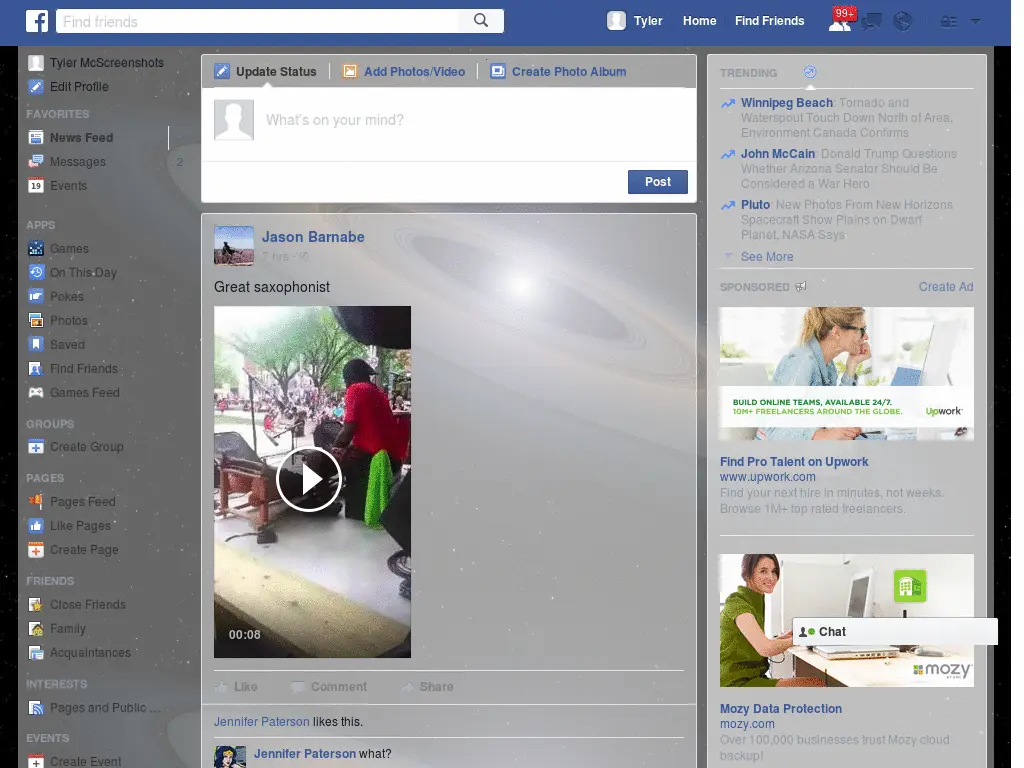 Find friends
Tyler
Home
Find Friends
99+
Tyler McScreenshots
Edit Profile
FAVORITES
News Feed
Messages
2
19
Events
APPS
Games
On This Day
Pokes
Photos
Saved
Find Friends
Games Feed
GROUPS
Create Group
PAGES
Pages Feed
Like Pages
Create Page
FRIENDS
Close Friends
Family
Acquaintances
INTERESTS
Pages and Public ...
EVENTS
Create Event
Update Status
Add Photos/Video
Create Photo Album
What's on your mind?
Post
Jason Barnabe
7 hrs ·
Great saxophonist
00:08
Like
Comment
Share
Jennifer Paterson likes this.
Jennifer Paterson what?
TRENDING
Winnipeg Beach: Tornado and
Waterspout Touch Down North of Area,
Environment Canada Confirms
John McCain: Donald Trump Questions
Whether Arizona Senator Should Be
Considered a War Hero
Pluto: New Photos From New Horizons
Spacecraft Show Plains on Dwarf
Planet, NASA Says
See More
SPONSORED
Create Ad
BUILD ONLINE TEAMS, AVAILABLE 24/7.
10M+ FREELANCERS AROUND THE GLOBE.
Upwork
Find Pro Talent on Upwork
www.upwork.com
Find your next hire in minutes, not weeks.
Browse 1M+ top rated freelancers.
Chat
mozy
Mozy Data Protection
mozy.com
Over 100,000 businesses trust Mozy cloud
backup!